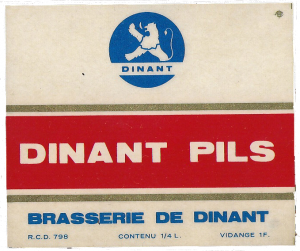 DINANT
DINANT PILS
BRASSERIE DE DINANT
R.C.D. 798 CONTENU 1/4 L. VIDANGE 1F.